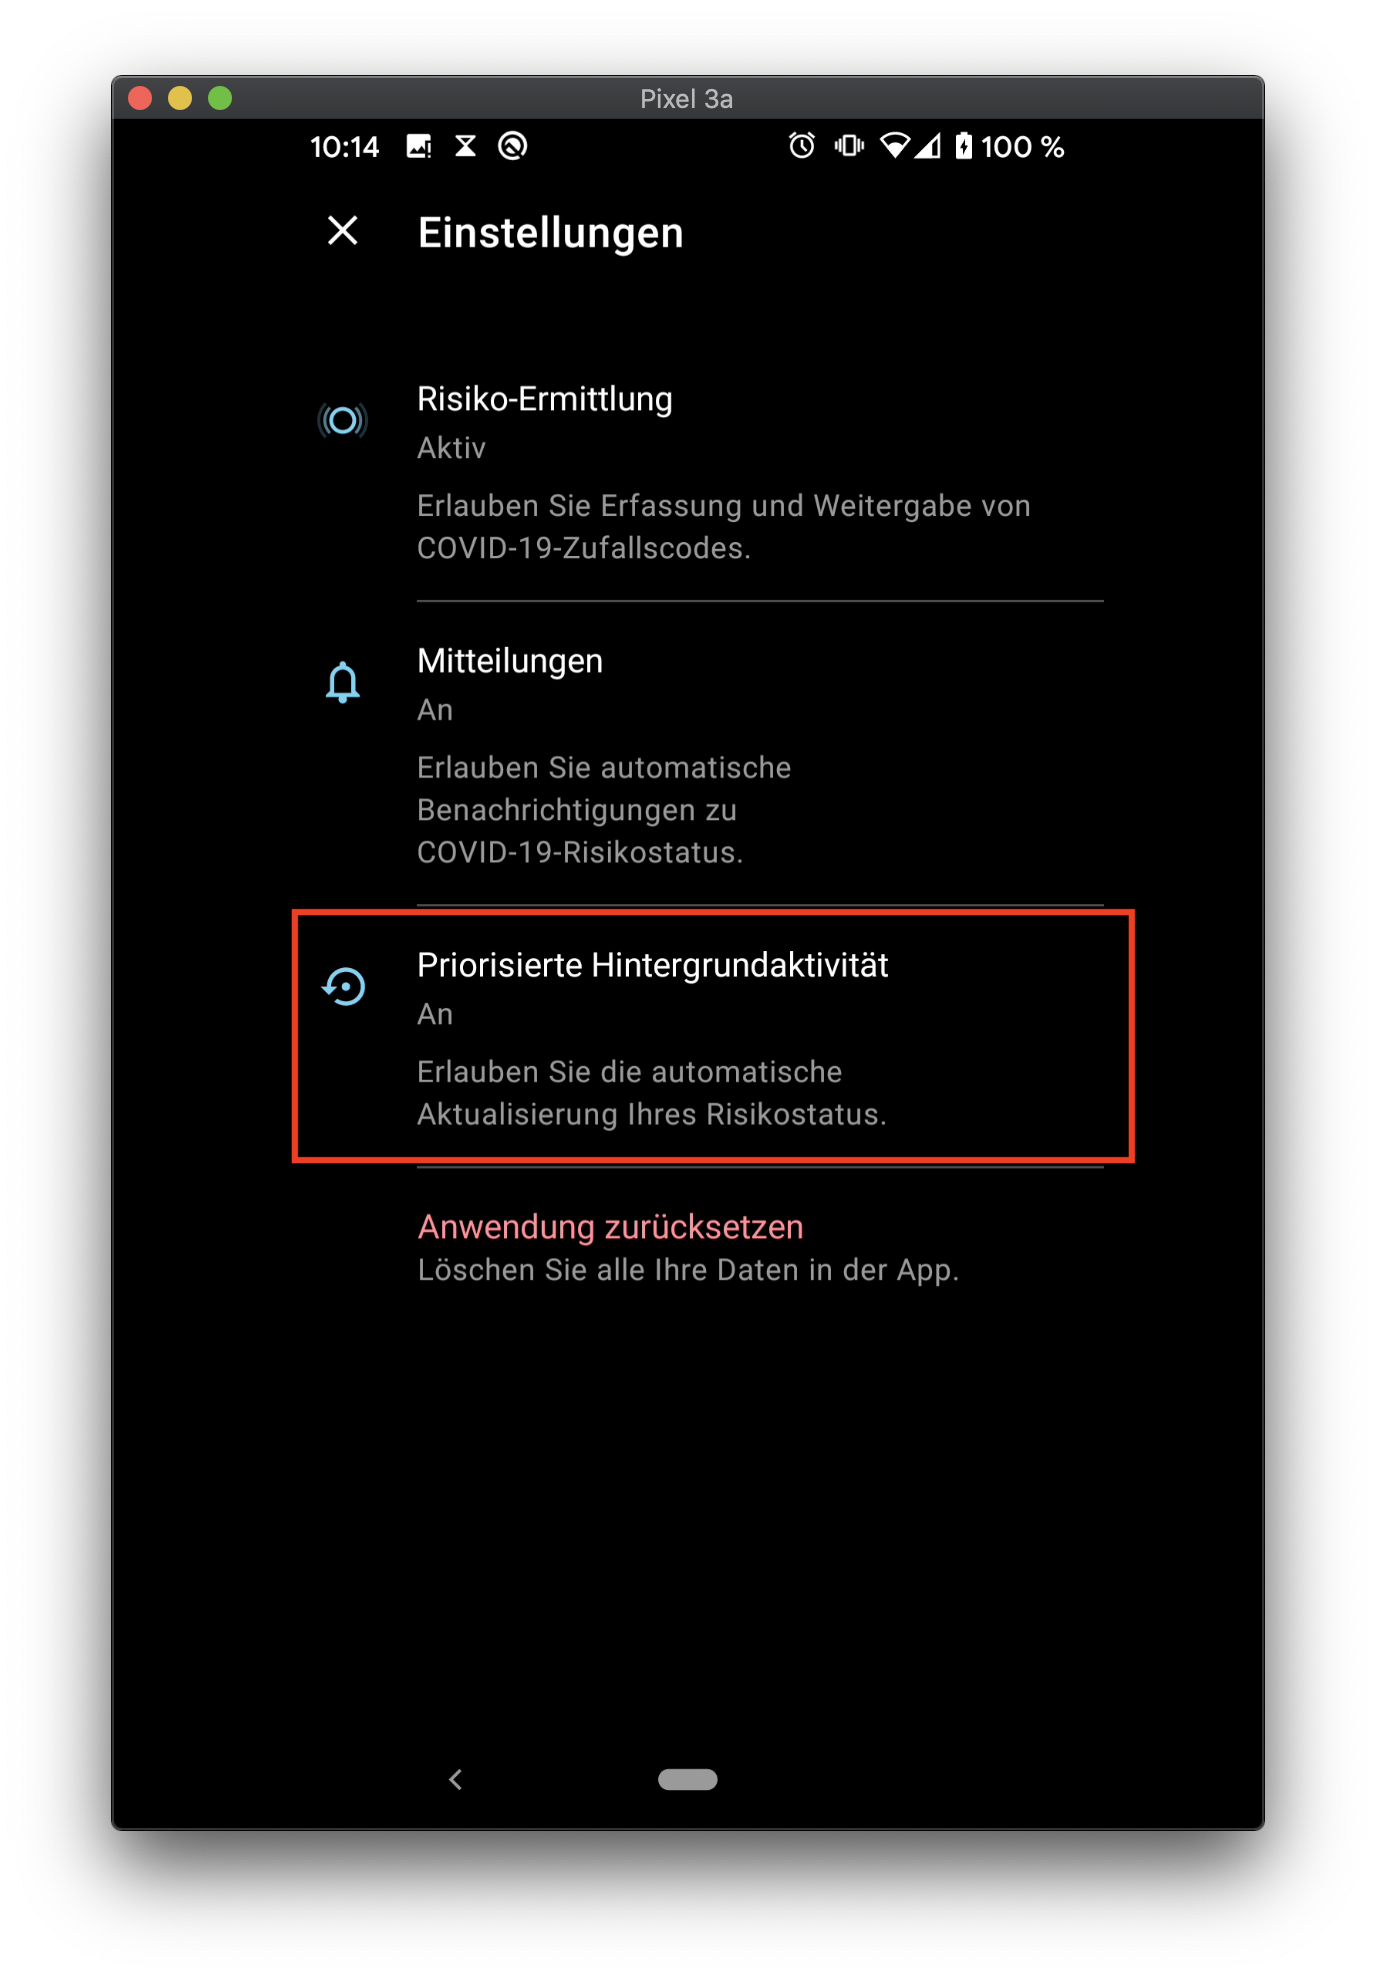 Pixel 3a
10:14
100 %
Einstellungen
Risiko-Ermittlung
Aktiv
Erlauben Sie Erfassung und Weitergabe von
COVID-19-Zufallscodes.
Mitteilungen
An
Erlauben Sie automatische
Benachrichtigungen zu
COVID-19-Risikostatus.
Priorisierte Hintergrundaktivität
An
Erlauben Sie die automatische
Aktualisierung Ihres Risikostatus.
Anwendung zurücksetzen
Löschen Sie alle Ihre Daten in der App.